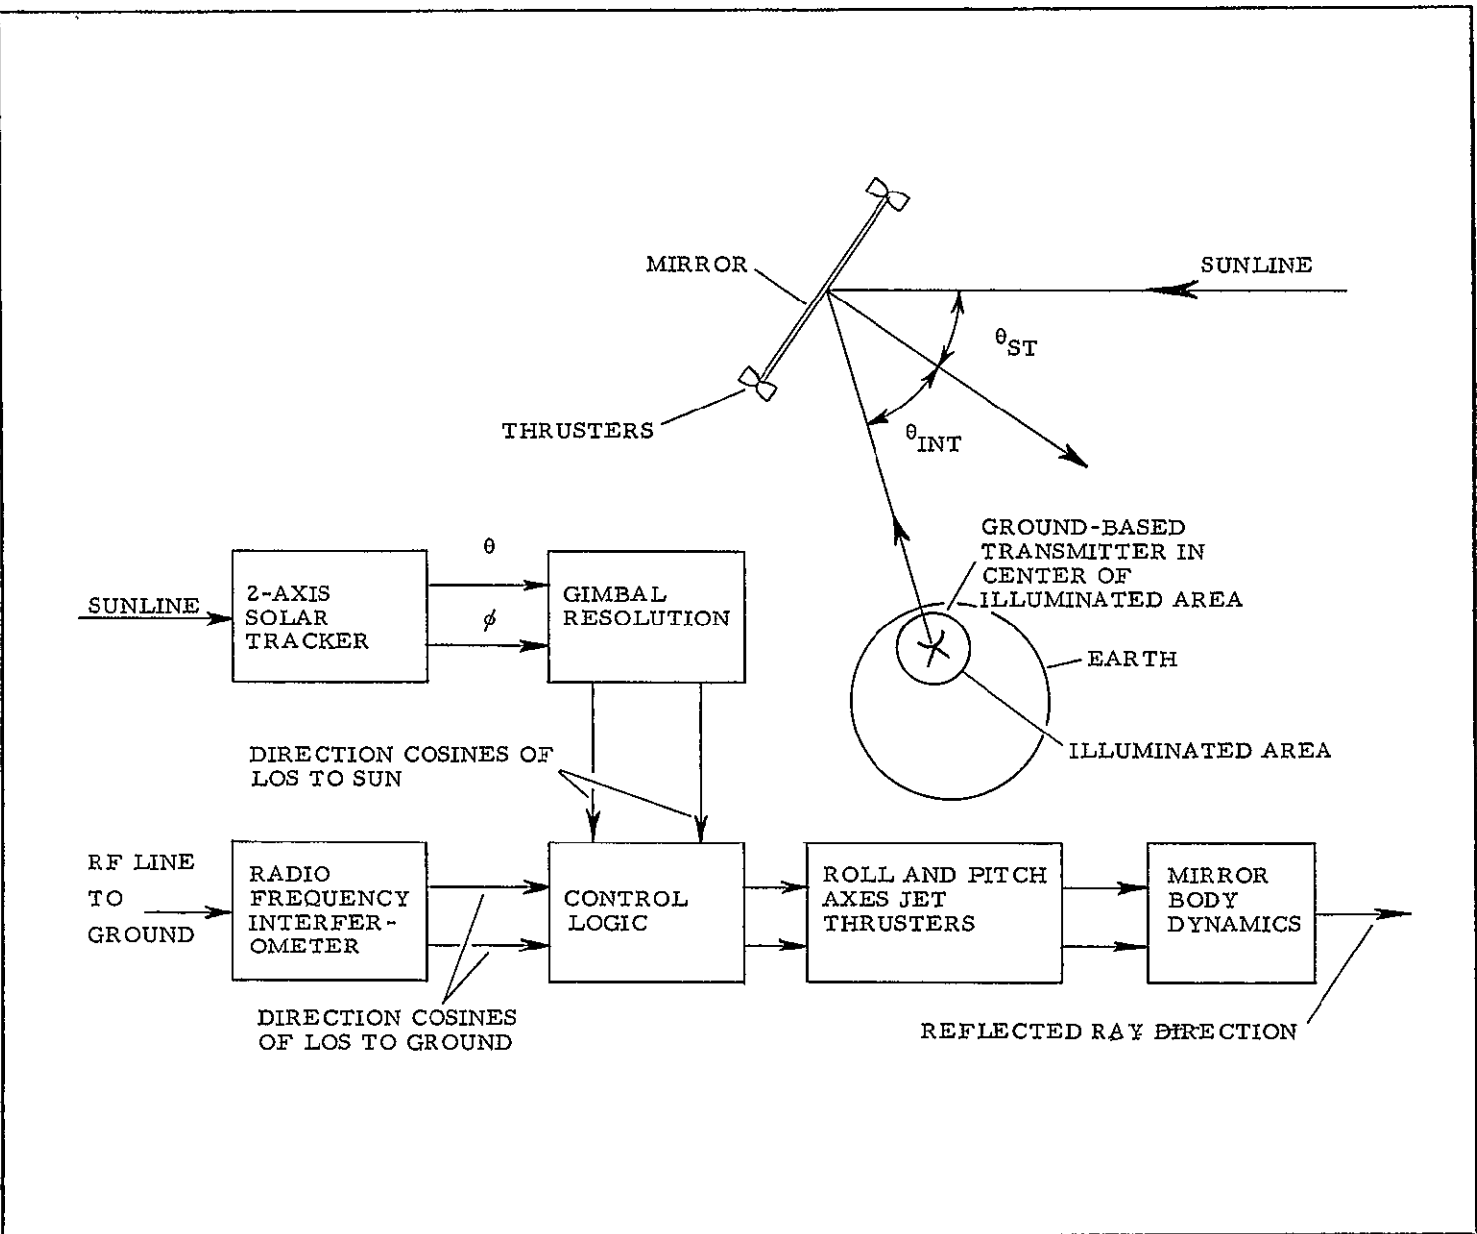 MIRROR
SUNLINE
θST
THRUSTERS
θINT
GROUND-BASED
TRANSMITTER IN
CENTER OF
ILLUMINATED AREA
EARTH
ILLUMINATED AREA
SUNLINE
2-AXIS
SOLAR
TRACKER
θ
ϕ
GIMBAL
RESOLUTION
DIRECTION COSINES OF
LOS TO SUN
RF LINE
TO
GROUND
RADIO
FREQUENCY
INTERFER-
OMETER
CONTROL
LOGIC
ROLL AND PITCH
AXES JET
THRUSTERS
MIRROR
BODY
DYNAMICS
DIRECTION COSINES
OF LOS TO GROUND
REFLECTED RAY DIRECTION